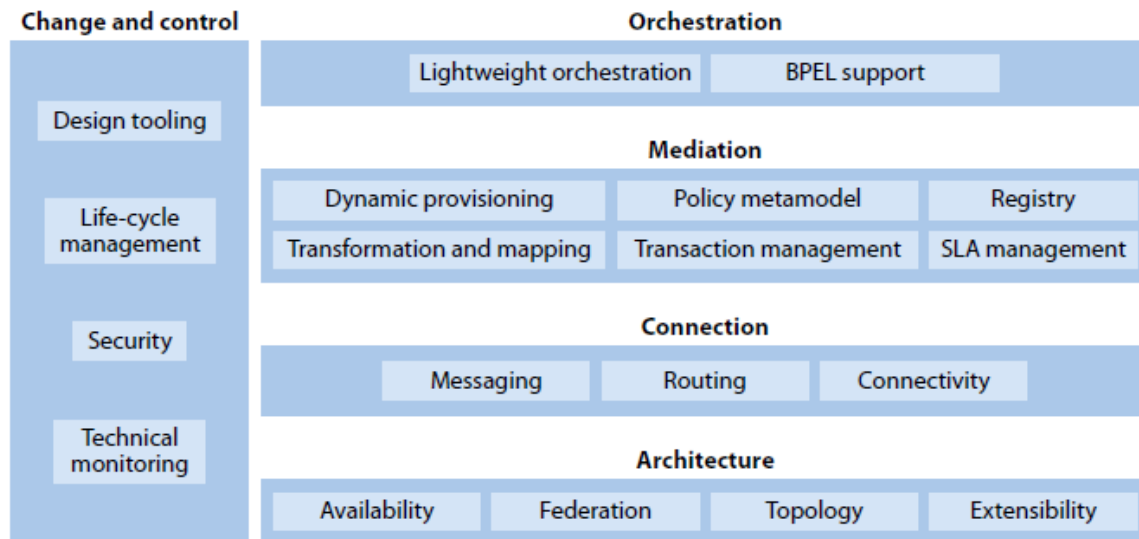 Change and control
Design tooling
Life-cycle
management
Security
Technical
monitoring
Orchestration
Lightweight orchestration
BPEL support
Mediation
Dynamic provisioning
Policy metamodel
Registry
Transformation and mapping
Transaction management
SLA management
Connection
Messaging
Routing
Connectivity
Architecture
Availability
Federation
Topology
Extensibility